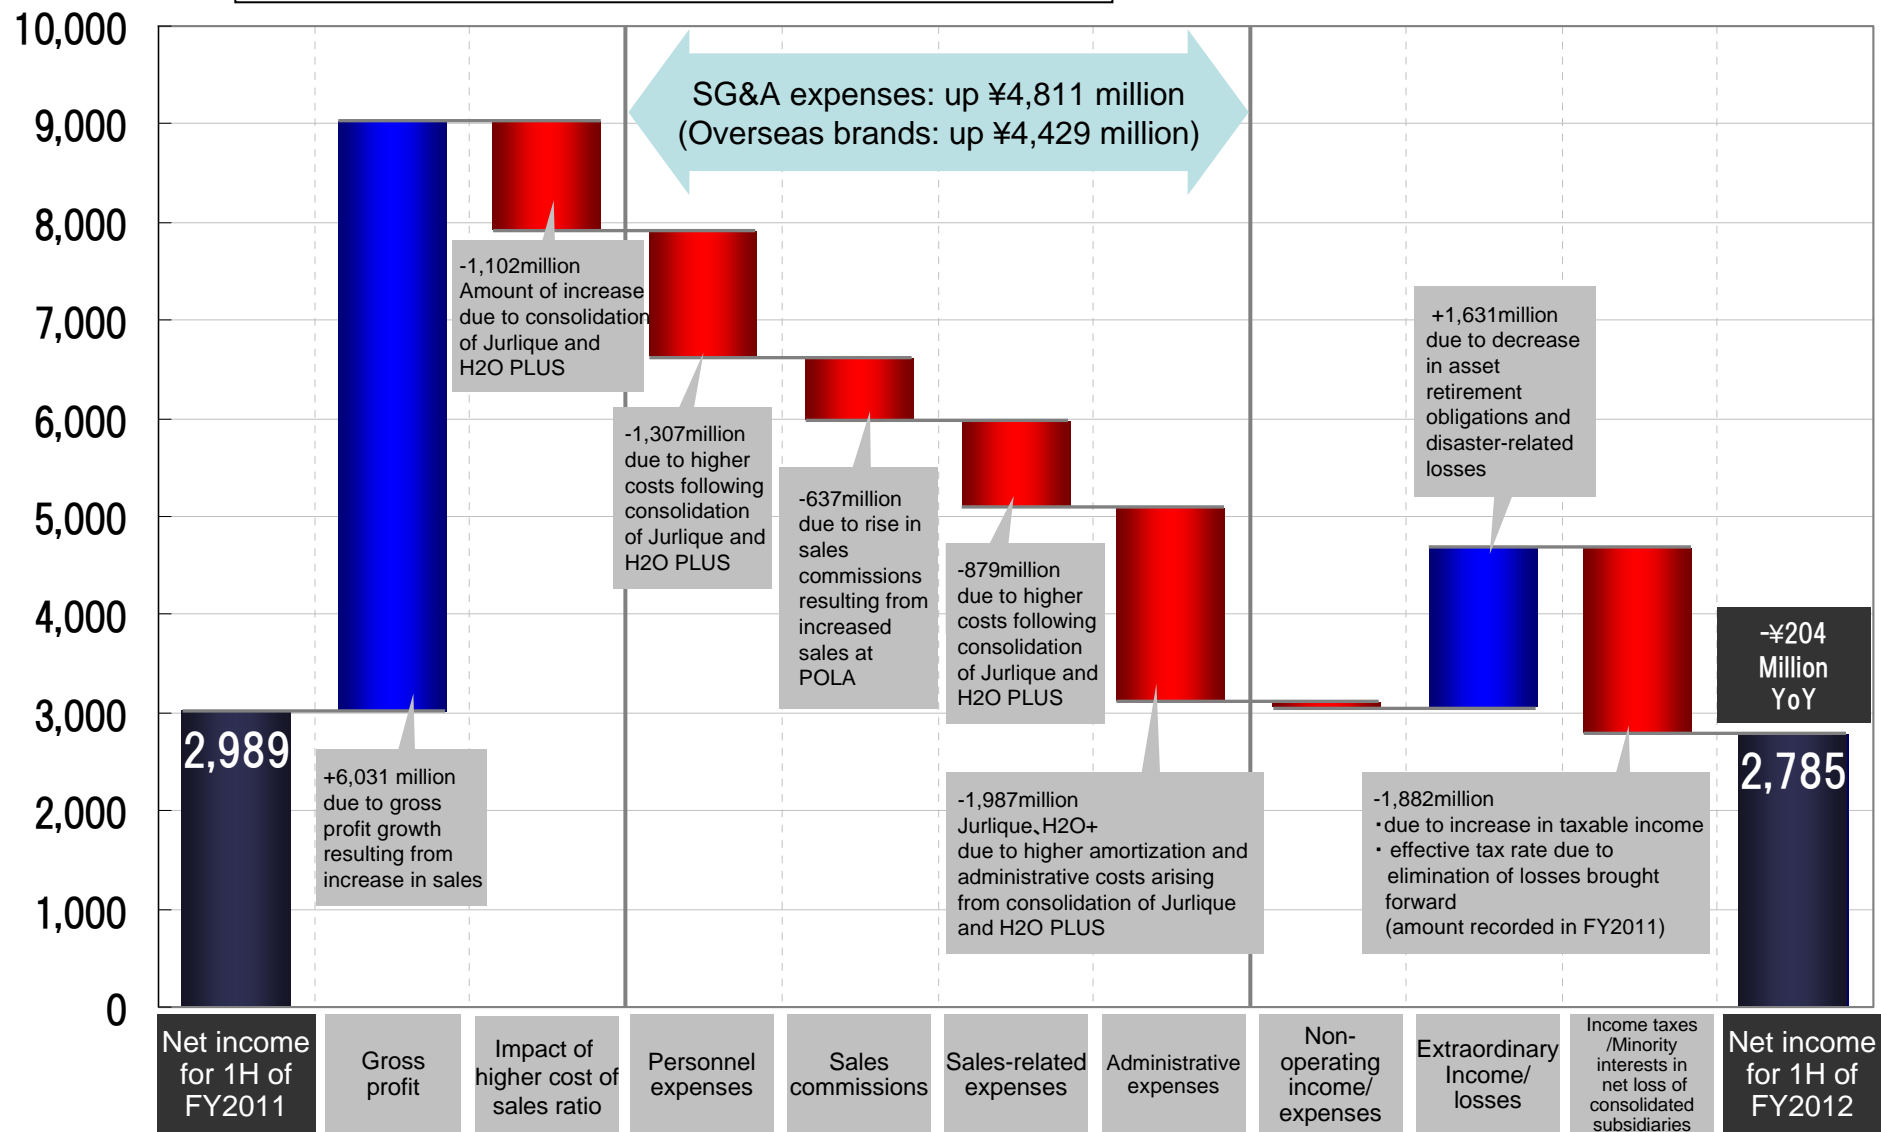 10,000
9,000
8,000
7,000
6,000
5,000
4,000
3,000
2,000
1,000
0
SG&A expenses: up ¥4,811 million
(Overseas brands: up ¥4,429 million)
-1,102million
Amount of increase
due to consolidation
of Jurlique and
H2O PLUS
-1,307million
due to higher
costs following
consolidation
of Jurlique and
H2O PLUS
-637million
due to rise in
sales
commissions
resulting from
increased
sales at
POLA
-879million
due to higher
costs following
consolidation
of Jurlique and
H2O PLUS
+1,631million
due to decrease
in asset
retirement
obligations and
disaster-related
losses
-¥204
Million
YoY
2,989
+6,031 million
due to gross
profit growth
resulting from
increase in sales
-1,987million
Jurlique、H2O+
due to higher amortization and
administrative costs arising
from consolidation of Jurlique
and H2O PLUS
-1,882million
・due to increase in taxable income
・ effective tax rate due to
elimination of losses brought
forward
(amount recorded in FY2011)
2,785
Net income
for 1H of
FY2011
Gross
profit
Impact of
higher cost of
sales ratio
Personnel
expenses
Sales
commissions
Sales-related
expenses
Administrative
expenses
Non-
operating
income/
expenses
Extraordinary
Income/
losses
Income taxes
/Minority
interests in
net loss of
consolidated
subsidiaries
Net income
for 1H of
FY2012